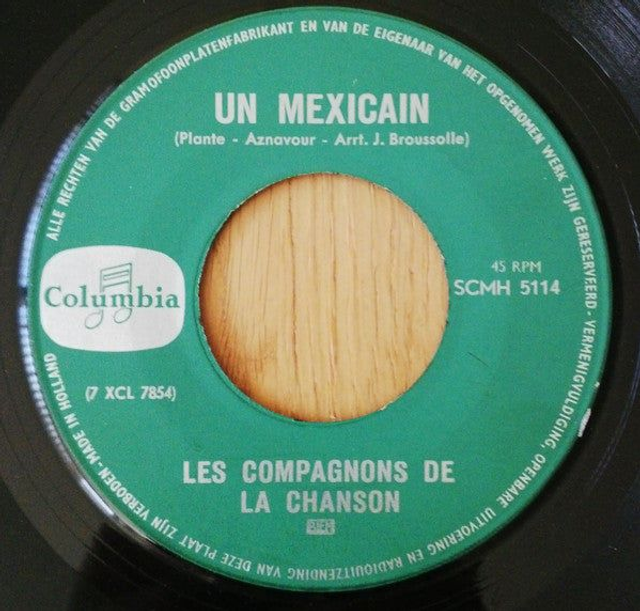 ALLE RECHTEN VAN DE GRAMOFOONPLATENFABRIKANT EN VAN DE EIGENAAR VAN HET OPGENOMEN WERK ZIJN GERESERVEERD - VERMENIGVULDIGING, OPENBARE UITVOERING EN RADIOUITZENDING VAN DEZE PLAAT ZIJN VERBODEN-MADE IN HOLLAND
UN MEXICAIN
(Plante - Aznavour - Arrt. J. Broussolle)
45 RPM
SCMH 5114
Columbia
(7 XCL 7854)
LES COMPAGNONS DE
LA CHANSON